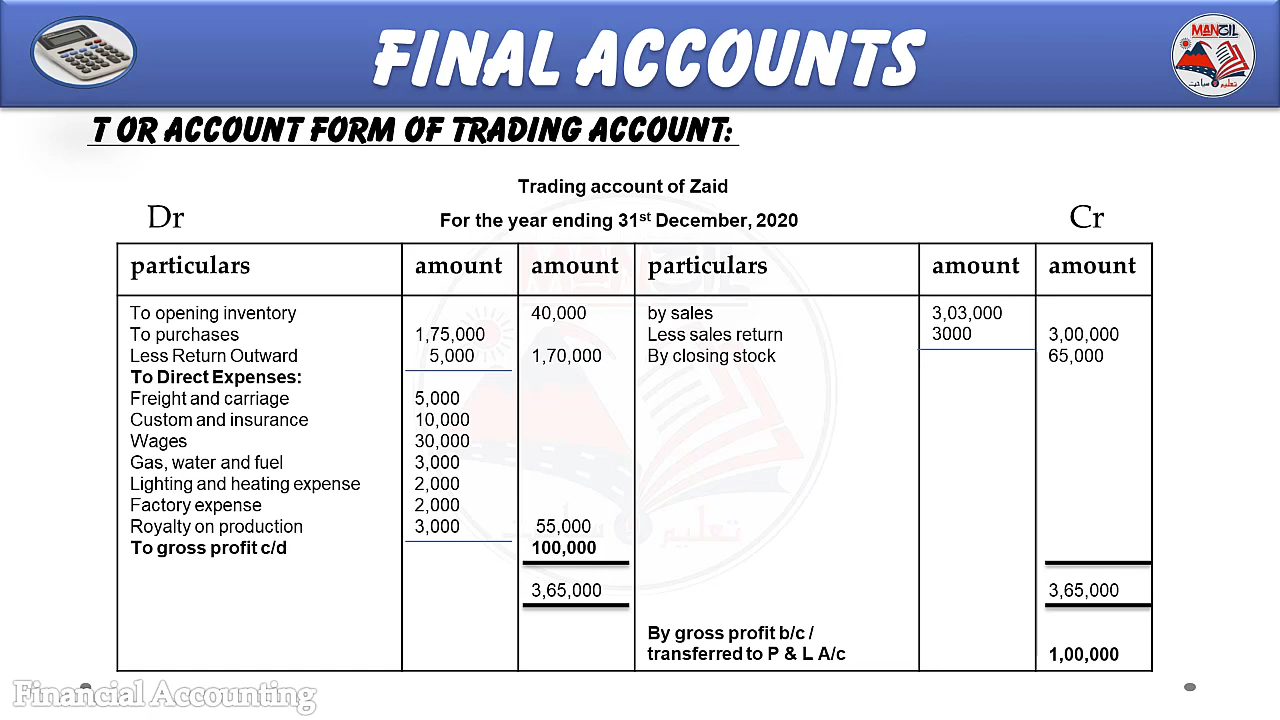 FINAL ACCOUNTS
MANZIL
تعلیم سیاحت
T OR ACCOUNT FORM OF TRADING ACCOUNT:
Trading account of Zaid
Dr For the year ending 31st December, 2020 Cr
particulars amount amount particulars amount amount
To opening inventory 40,000 by sales 3,03,000
To purchases 1,75,000 Less sales return 3000 3,00,000
Less Return Outward 5,000 1,70,000 By closing stock 65,000
To Direct Expenses:
Freight and carriage 5,000
Custom and insurance 10,000
Wages 30,000
Gas, water and fuel 3,000
Lighting and heating expense 2,000
Factory expense 2,000
Royalty on production 3,000 55,000
To gross profit c/d 100,000
3,65,000 3,65,000
By gross profit b/c /
transferred to P & L A/c 1,00,000
Financial Accounting